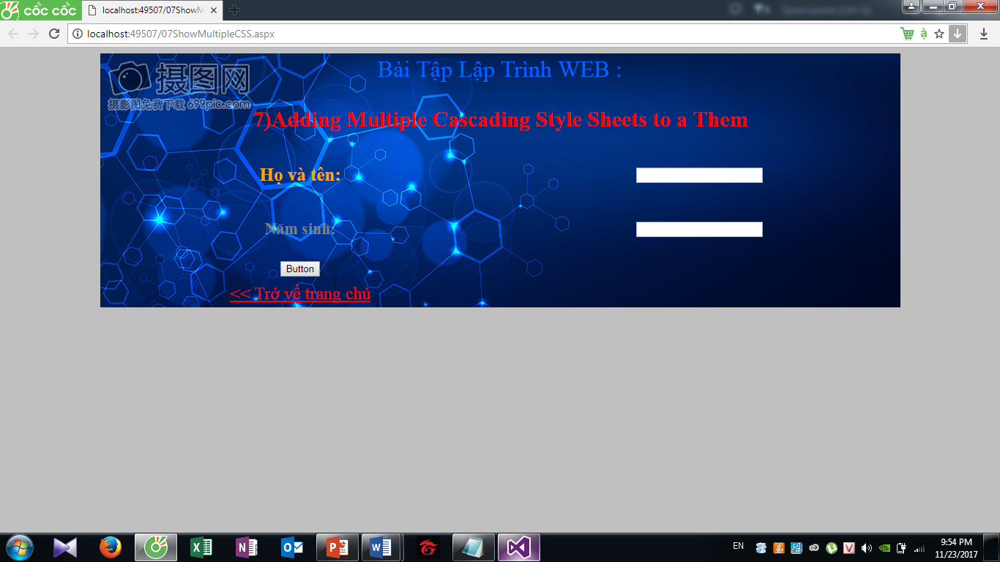 cốc cốc
localhost:49507/07ShowM
localhost:49507/07ShowMultipleCSS.aspx
摄图网
摄影图免费下载 699pic.com
Bài Tập Lập Trình WEB :
7)Adding Multiple Cascading Style Sheets to a Them
Họ và tên:
Năm sinh:
Button
<< Trở về trang chủ
EN
9:54 PM
11/23/2017